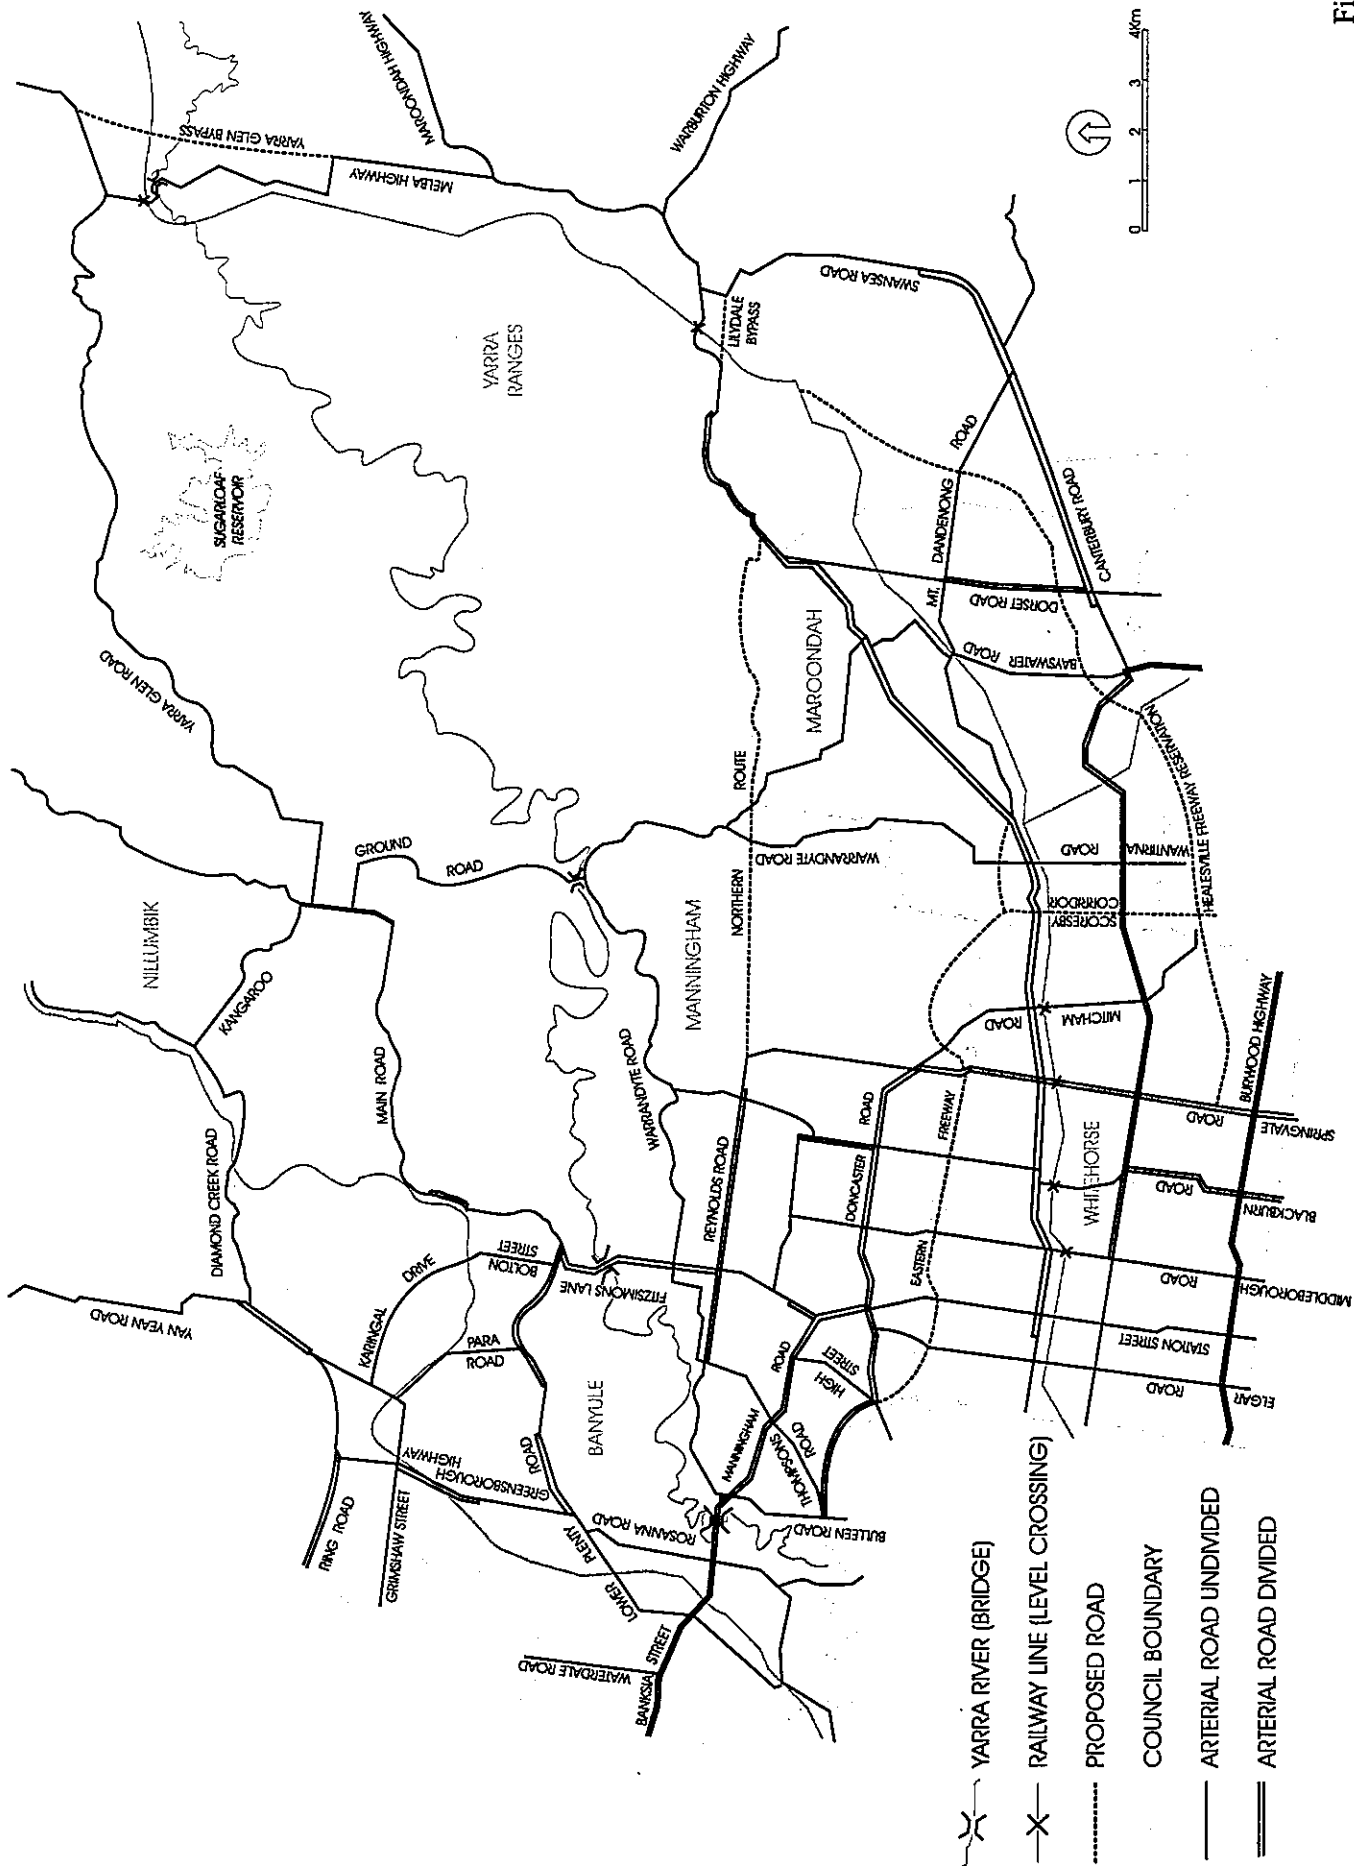 Fi
MAROONDAH HIGHWAY
WARBURTON HIGHWAY
YARRA GLEN BYPASS
MELBA HIGHWAY
0 1 2 3 4Km
SWANSEA ROAD
LILYDALE
BYPASS
YARRA
RANGES
SUGARLOAF
RESERVOIR
YARRA GLEN ROAD
MT. DANDENONG ROAD
CANTERBURY ROAD
DORSET ROAD
BAYSWATER ROAD
MAROONDAH
NORTHERN ROUTE
WARRANDYTE ROAD
WANTIRNA ROAD
HEALESVILLE FREEWAY RESERVATION
SCORESBY
CORRIDOR
GROUND ROAD
NILLUMBIK
KANGAROO
MANNINGHAM
MITCHAM ROAD
BURWOOD HIGHWAY
MAIN ROAD
WARRANDYTE ROAD
SPRINGVALE ROAD
DIAMOND CREEK ROAD
REYNOLDS ROAD
DONCASTER ROAD
EASTERN FREEWAY
WHITEHORSE
BLACKBURN ROAD
MIDDLEBOROUGH ROAD
STATION STREET
ELGAR ROAD
YAN YEAN ROAD
KARINGAL DRIVE
BOLTON
STREET
FITZSIMONS LANE
PARA
ROAD
BANYULE
MANNINGHAM ROAD
HIGH STREET
THOMPSONS
ROAD
BULLEEN ROAD
RING ROAD
GRIMSHAW STREET
GREENSBOROUGH
HIGHWAY
LOWER PLENTY ROAD
ROSANNA ROAD
WATERDALE ROAD
BANKSIA STREET
YARRA RIVER (BRIDGE)
RAILWAY LINE (LEVEL CROSSING)
PROPOSED ROAD
COUNCIL BOUNDARY
ARTERIAL ROAD UNDIVIDED
ARTERIAL ROAD DIVIDED